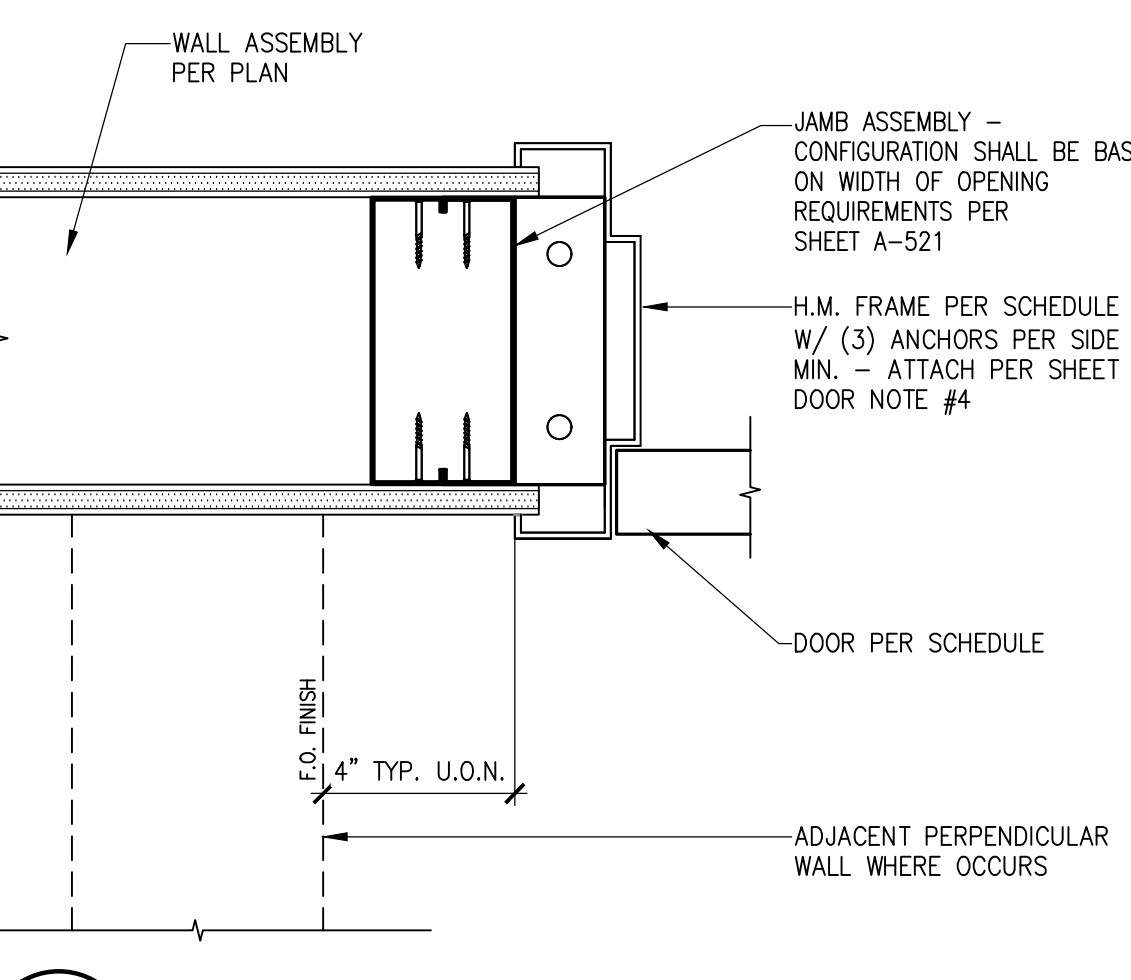 WALL ASSEMBLY
PER PLAN
JAMB ASSEMBLY –
CONFIGURATION SHALL BE
ON WIDTH OF OPENING
REQUIREMENTS PER
SHEET A–521
H.M. FRAME PER SCHEDULE
W/ (3) ANCHORS PER SIDE
MIN. – ATTACH PER SHEET
DOOR NOTE #4
DOOR PER SCHEDULE
F.O. FINISH
4" TYP. U.O.N.
ADJACENT PERPENDICULAR
WALL WHERE OCCURS